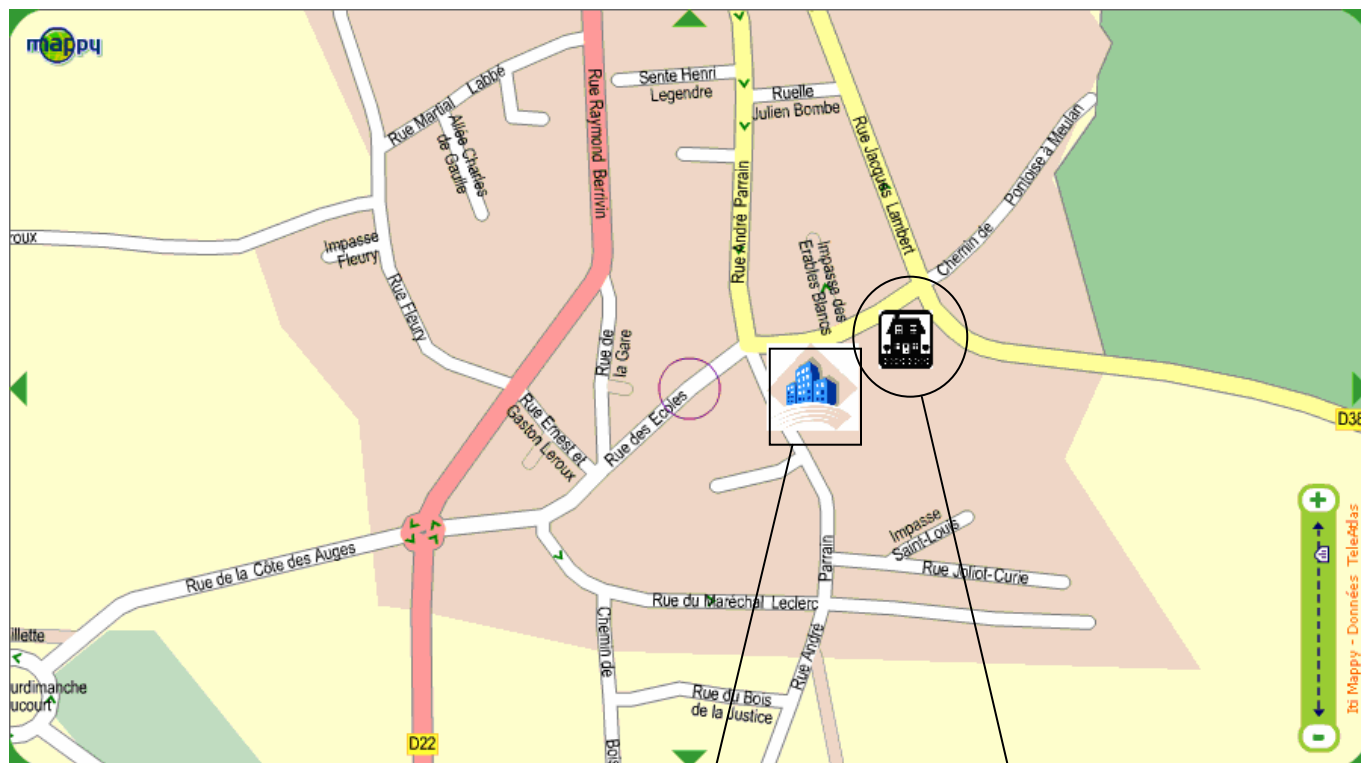 mappy
Rue Martial Labbé
Allée Charles
de Gaulle
Rue Raymond Berrivin
Sente Henri
Legendre
Ruelle
Julien Bombe
Rue Jacques Lambert
Chemin de Pontoise à Meulan
Rue André Parrain
Impasse des
Erables Blancs
roux
Impasse
Fleury
Rue Fleury
Rue de
la Gare
Rue Ernest et
Gaston Leroux
Rue des Ecoles
D38
Rue de la Côte des Auges
Impasse
Saint-Louis
Rue Joliot-Curie
Rue du Maréchal Leclerc
Rue André Parrain
Chemin de Bois
Rue du Bois
de la Justice
illette
urdimanche
ucourt
D22
+
-
Iti Mappy - Données TeleAtlas